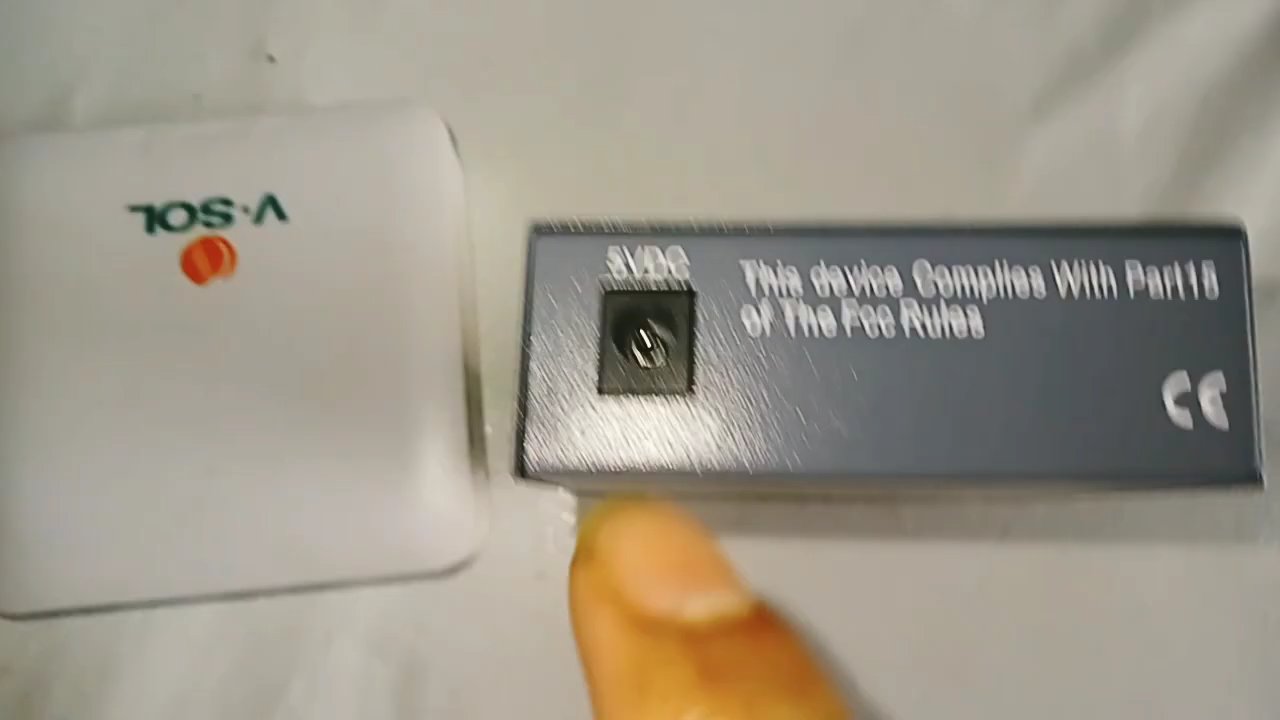 V·SOL
5VDC
This device Complies With Part15
of The Fcc Rules
CE